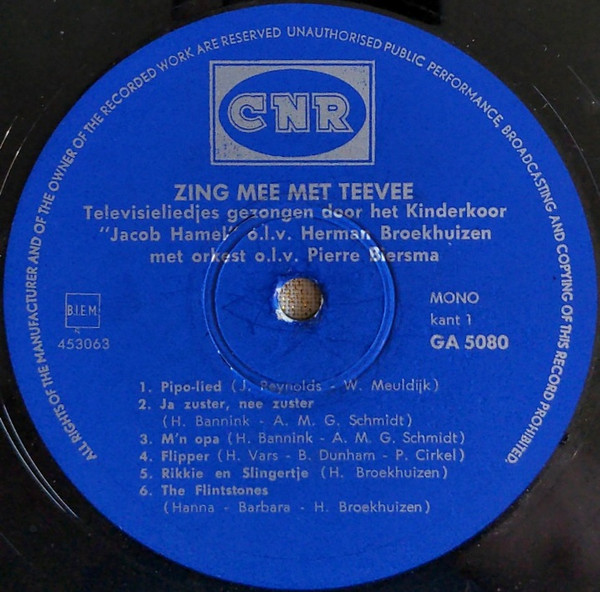 ALL RIGHTS OF THE MANUFACTURER AND OF THE OWNER OF THE RECORDED WORK ARE RESERVED UNAUTHORISED PUBLIC PERFORMANCE, BROADCASTING AND COPYING OF THIS RECORD PROHIBITED.
CNR
ZING MEE MET TEEVEE
Televisieliedjes gezongen door het Kinderkoor
"Jacob Hamel" o.l.v. Herman Broekhuizen
met orkest o.l.v. Pierre Biersma
B.I.E.M.
453063
MONO
kant 1
GA 5080
1. Pipo-lied (J. Reynolds - W. Meuldijk)
2. Ja zuster, nee zuster
(H. Bannink - A. M. G. Schmidt)
3. M'n opa (H. Bannink - A. M. G. Schmidt)
4. Flipper (H. Vars - B. Dunham - P. Cirkel)
5. Rikkie en Slingertje (H. Broekhuizen)
6. The Flintstones
(Hanna - Barbara - H. Broekhuizen)